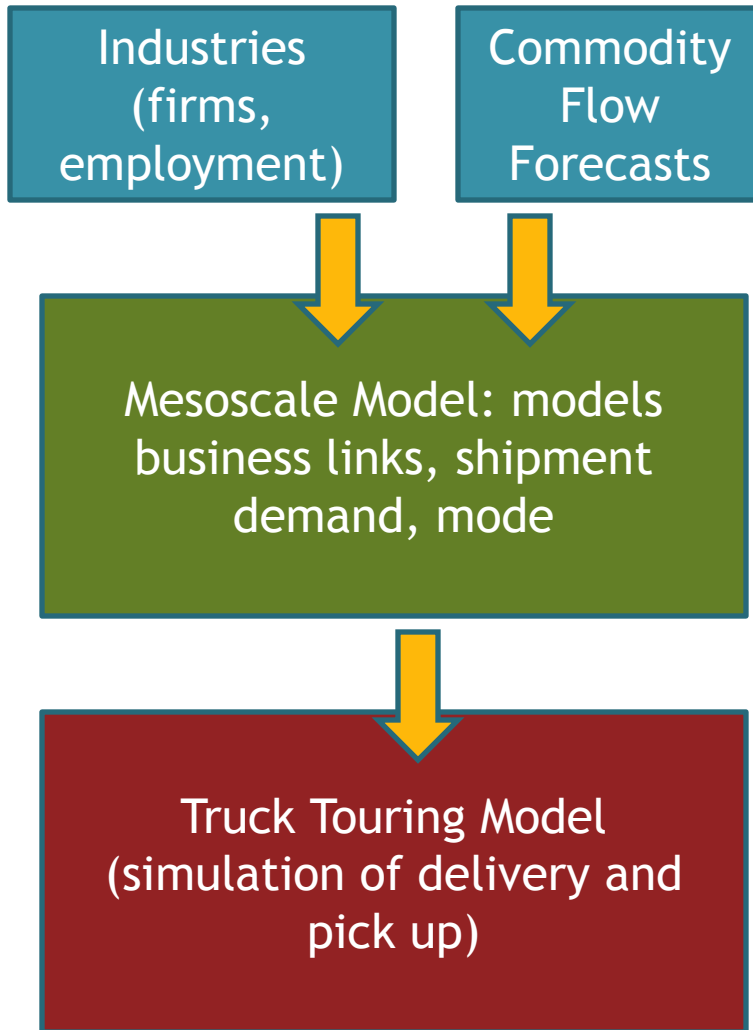 Industries
(firms,
employment)
Commodity
Flow
Forecasts
Mesoscale Model: models
business links, shipment
demand, mode
Truck Touring Model
(simulation of delivery and
pick up)